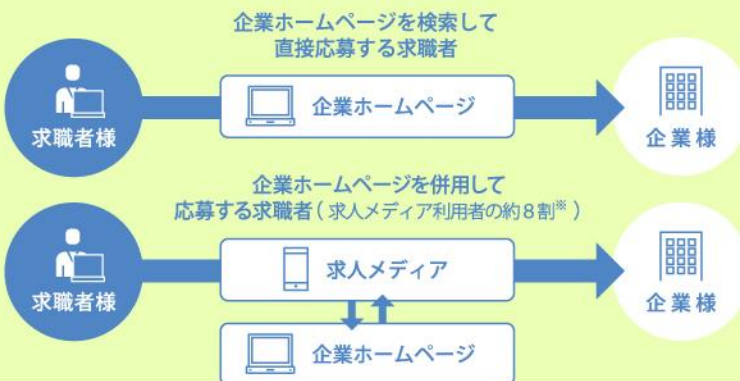 企業ホームページを検索して
直接応募する求職者
求職者様
企業ホームページ
企業様
企業ホームページを併用して
応募する求職者(求人メディア利用者の約8割※)
求職者様
求人メディア
企業様
企業ホームページ